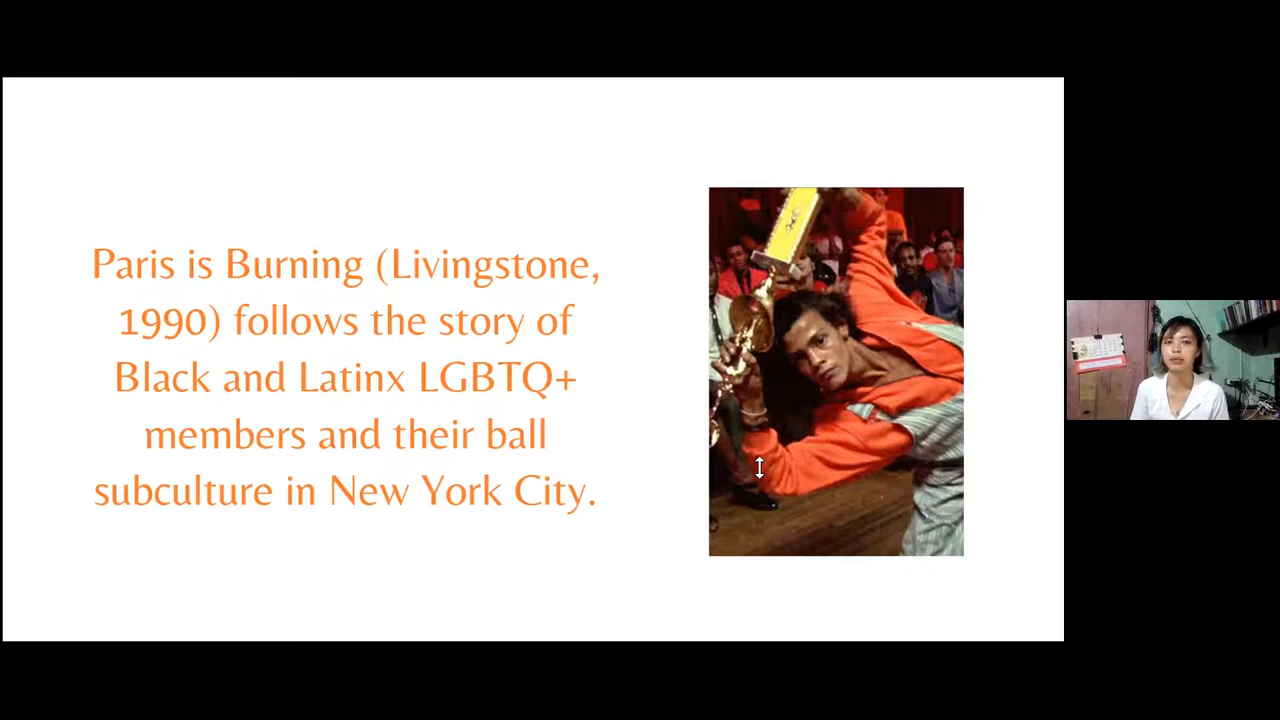 Paris is Burning (Livingstone,
1990) follows the story of
Black and Latinx LGBTQ+
members and their ball
subculture in New York City.